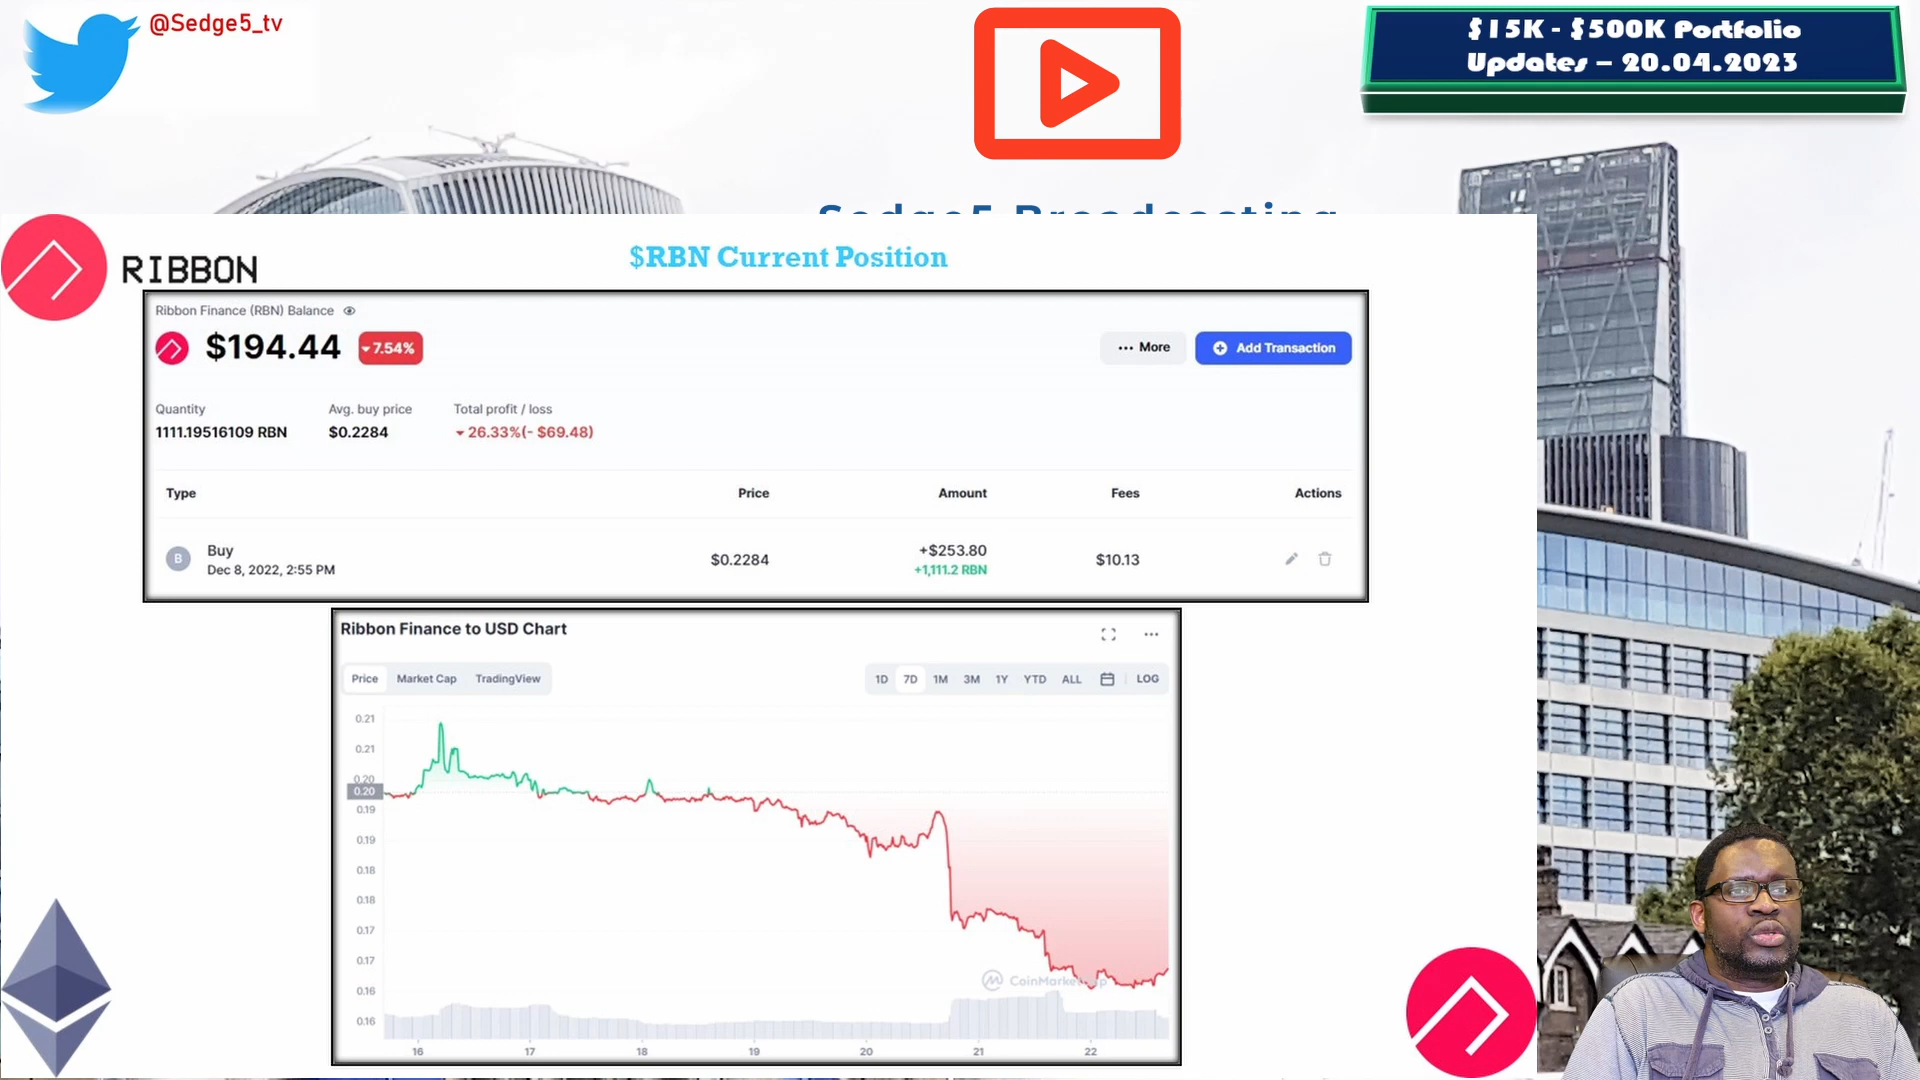 @Sedge5_tv
$15K - $500K Portfolio
Updates – 20.04.2023
Sedge5 Broadcasting
RIBBON
$RBN Current Position
Ribbon Finance (RBN) Balance
$194.44
7.54%
More
Add Transaction
Quantity
Avg. buy price
Total profit / loss
1111.19516109 RBN
$0.2284
26.33%(- $69.48)
Type
Price
Amount
Fees
Actions
B
Buy
Dec 8, 2022, 2:55 PM
$0.2284
+$253.80
+1,111.2 RBN
$10.13
Ribbon Finance to USD Chart
Price
Market Cap
TradingView
1D
7D
1M
3M
1Y
YTD
ALL
LOG
0.21
0.21
0.20
0.20
0.19
0.19
0.18
0.18
0.17
0.17
0.16
0.16
CoinMarketCap
16
17
18
19
20
21
22